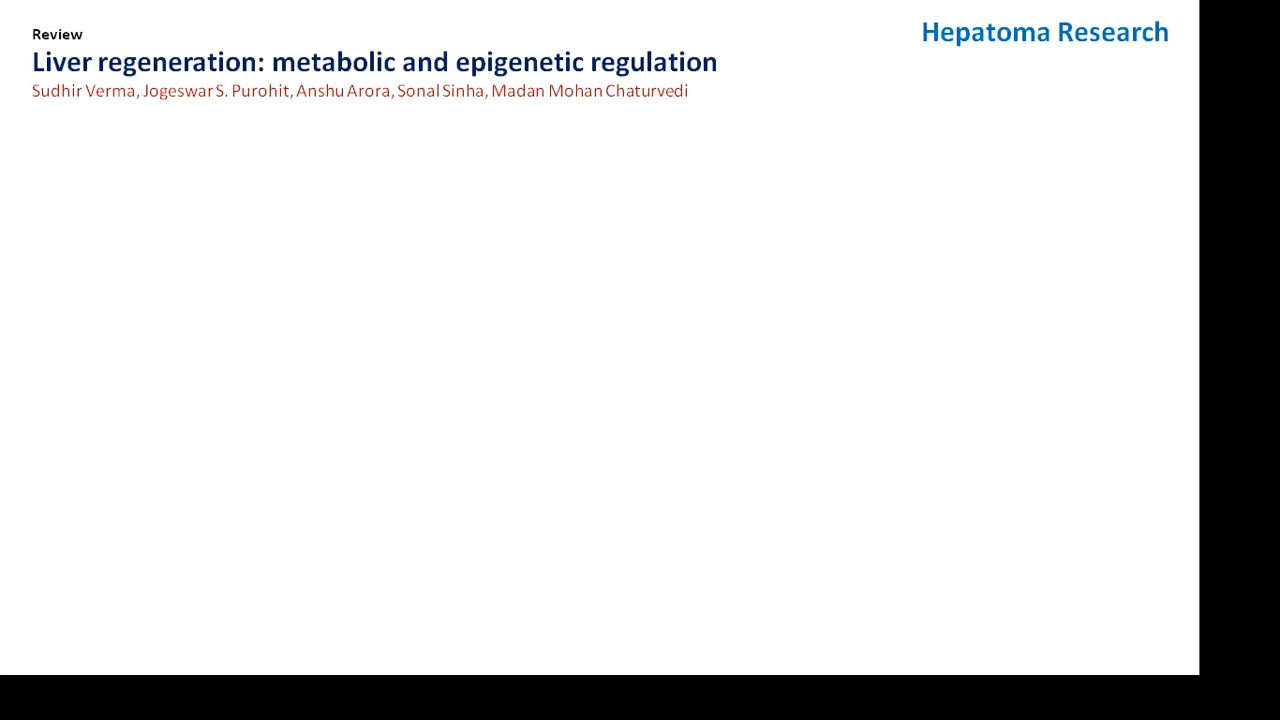 Review
Hepatoma Research
Liver regeneration: metabolic and epigenetic regulation
Sudhir Verma, Jogeswar S. Purohit, Anshu Arora, Sonal Sinha, Madan Mohan Chaturvedi